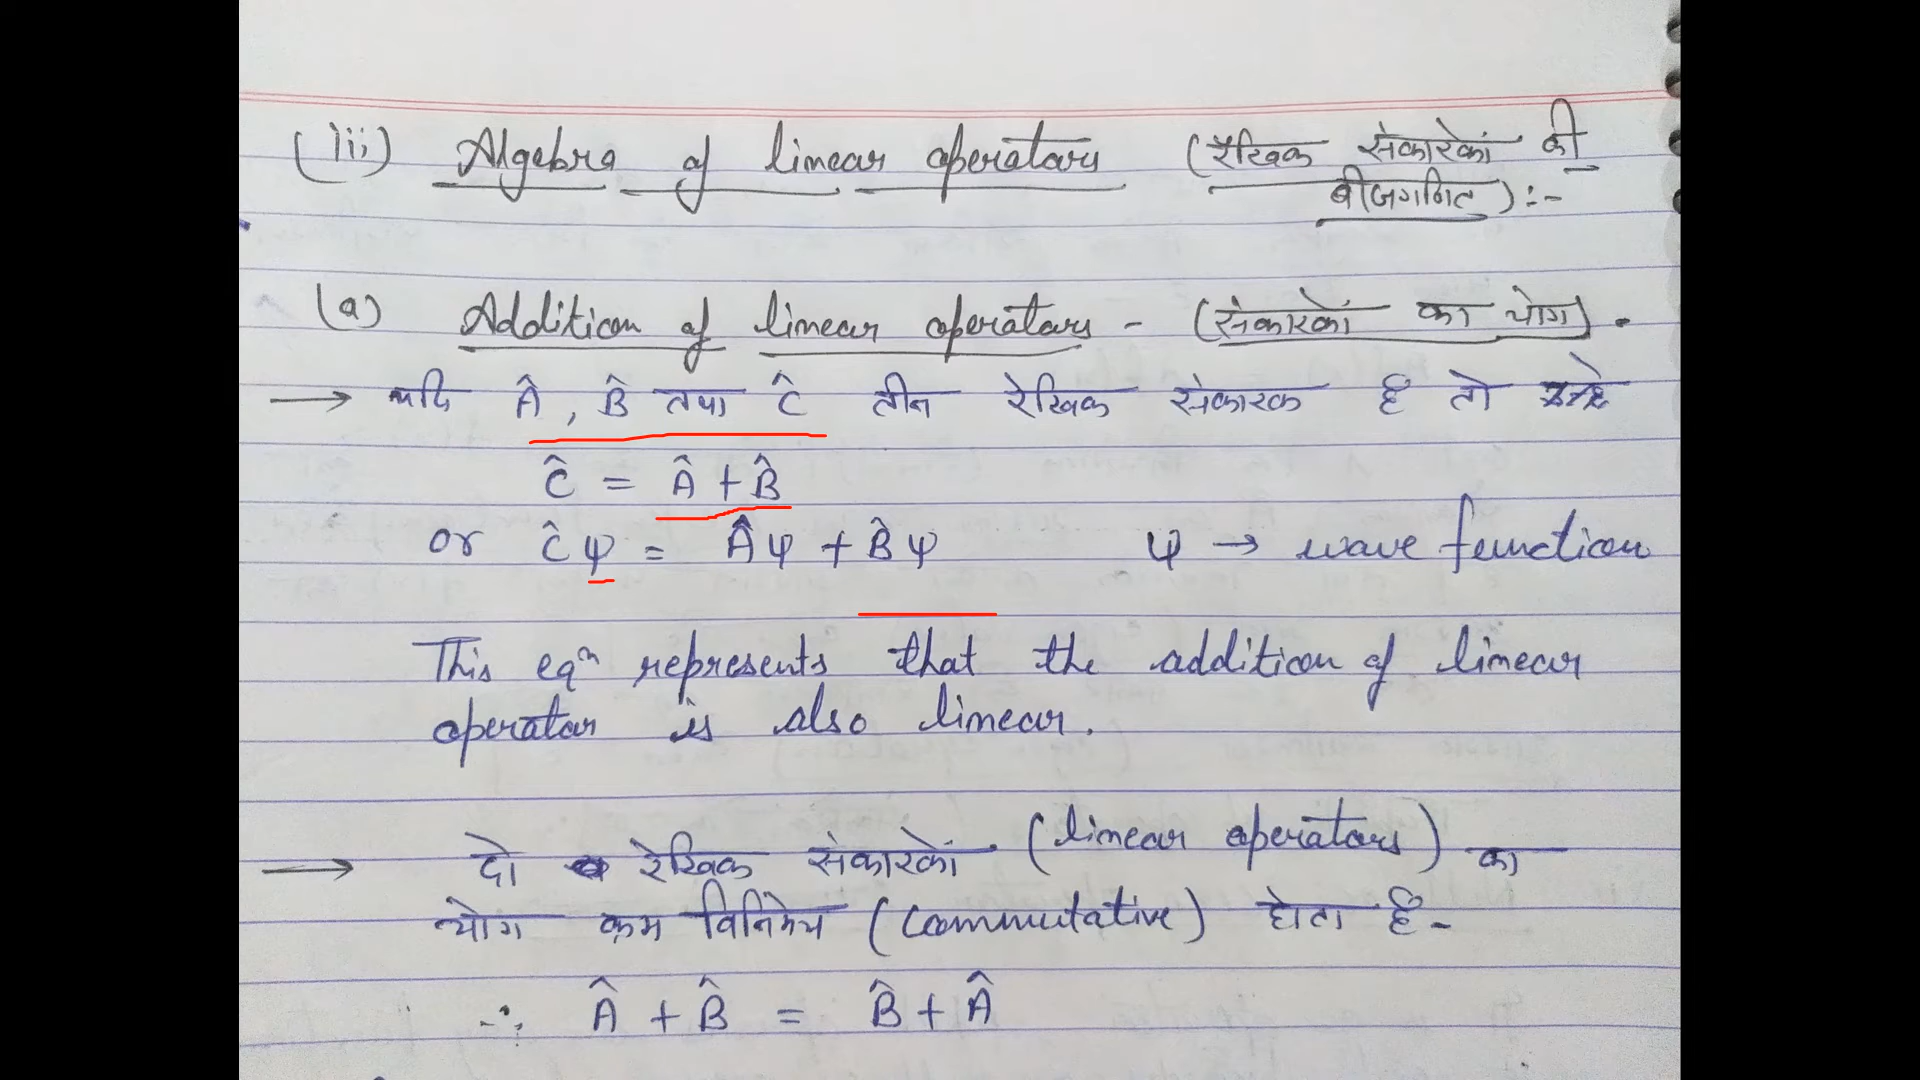 (iii) Algebra of linear operators (रैखिक संकारकों की
बीजगणित) :-
(a) Addition of linear operators - (संकारकों का योग) .
→ यदि Â , B̂ तथा Ĉ तीन रेखिक संकारक है तो
Ĉ = Â + B̂
or Ĉψ = Âψ + B̂ψ ψ → wave function
This eqⁿ represents that the addition of linear
operator is also linear.
→ दो रेखिक संकारकों (linear operators) का
योग क्रम विनिमेय (commutative) होता है -
∴ Â + B̂ = B̂ + Â